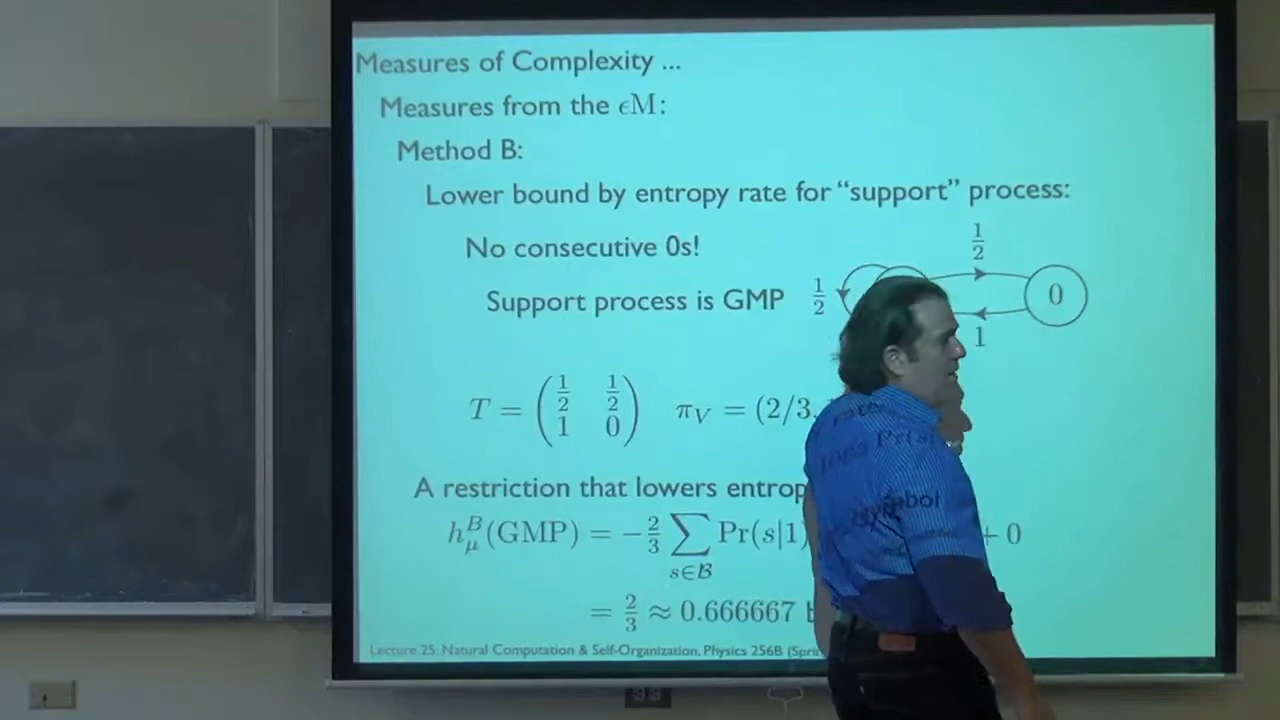 Measures of Complexity ...
Measures from the ϵM:
Method B:
Lower bound by entropy rate for “support” process:
No consecutive 0s!
Support process is GMP
1/2
1/2
0
1
T = (1/2 1/2
1 0)
π_V = (2/3,
A restriction that lowers entrop
h_μ^B(GMP) = −2/3 ∑_{s∈ℬ} Pr(s|1) + 0
= 2/3 ≈ 0.666667 b
Lecture 25: Natural Computation & Self-Organization, Physics 256B (Sprin
Pr(s)